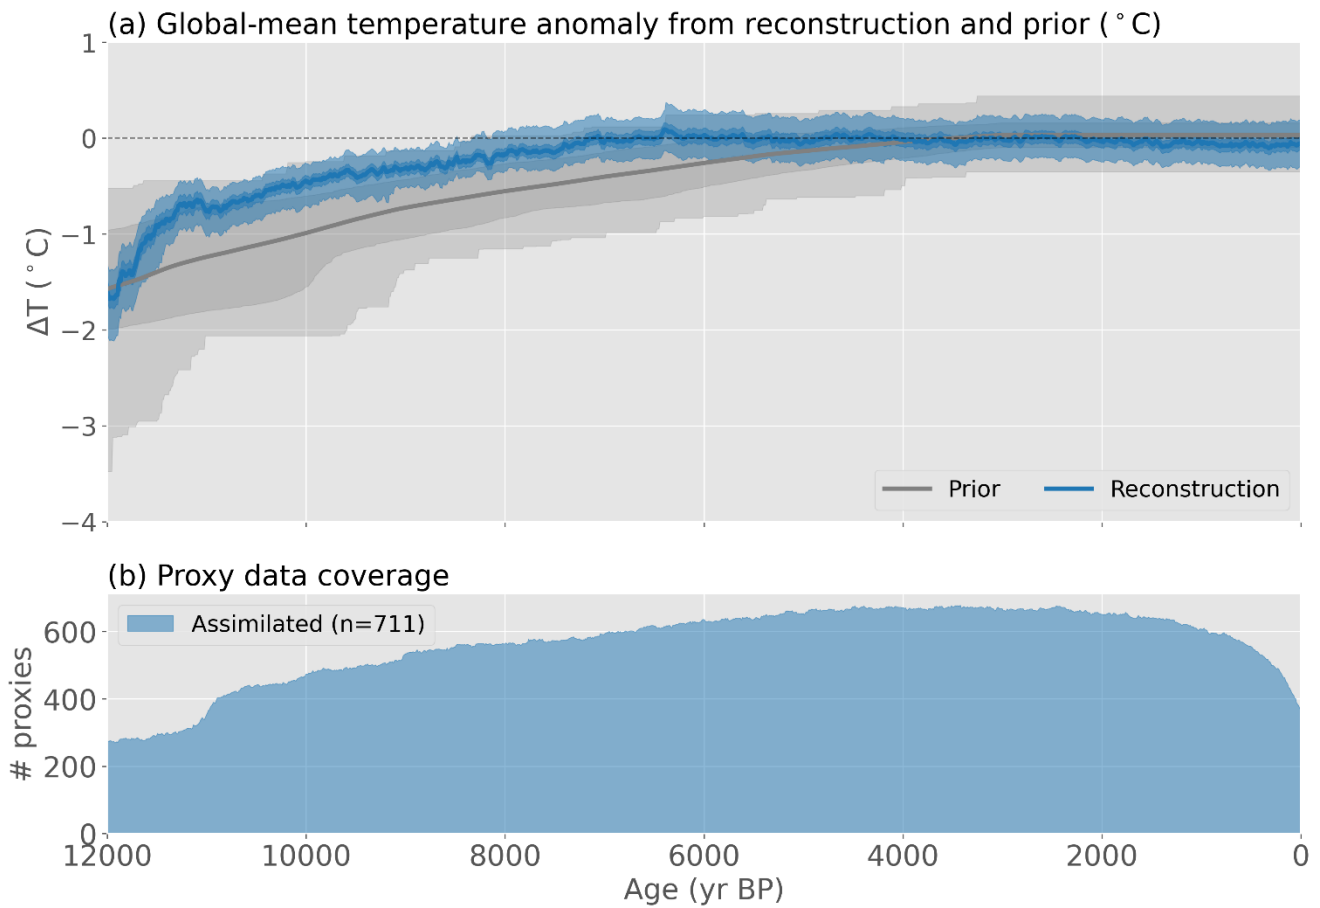 (a) Global-mean temperature anomaly from reconstruction and prior (°C)
1
0
−1
−2
−3
−4
ΔT (°C)
Prior
Reconstruction
(b) Proxy data coverage
Assimilated (n=711)
600
400
200
0
# proxies
12000 10000 8000 6000 4000 2000 0
Age (yr BP)